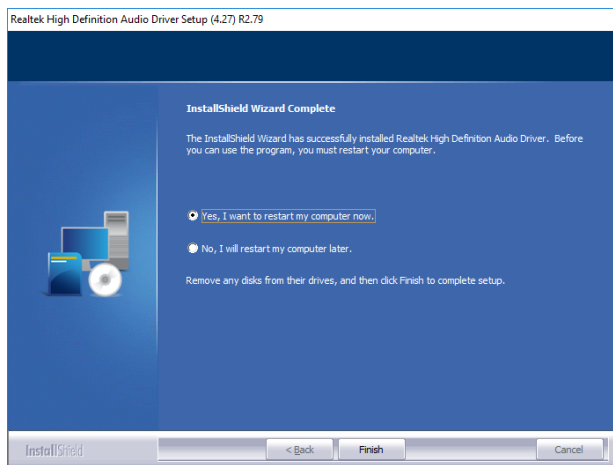 Realtek High Definition Audio Driver Setup (4.27) R2.79
InstallShield Wizard Complete
The InstallShield Wizard has successfully installed Realtek High Definition Audio Driver. Before
you can use the program, you must restart your computer.
Yes, I want to restart my computer now.
No, I will restart my computer later.
Remove any disks from their drives, and then click Finish to complete setup.
InstallShield
< Back
Finish
Cancel